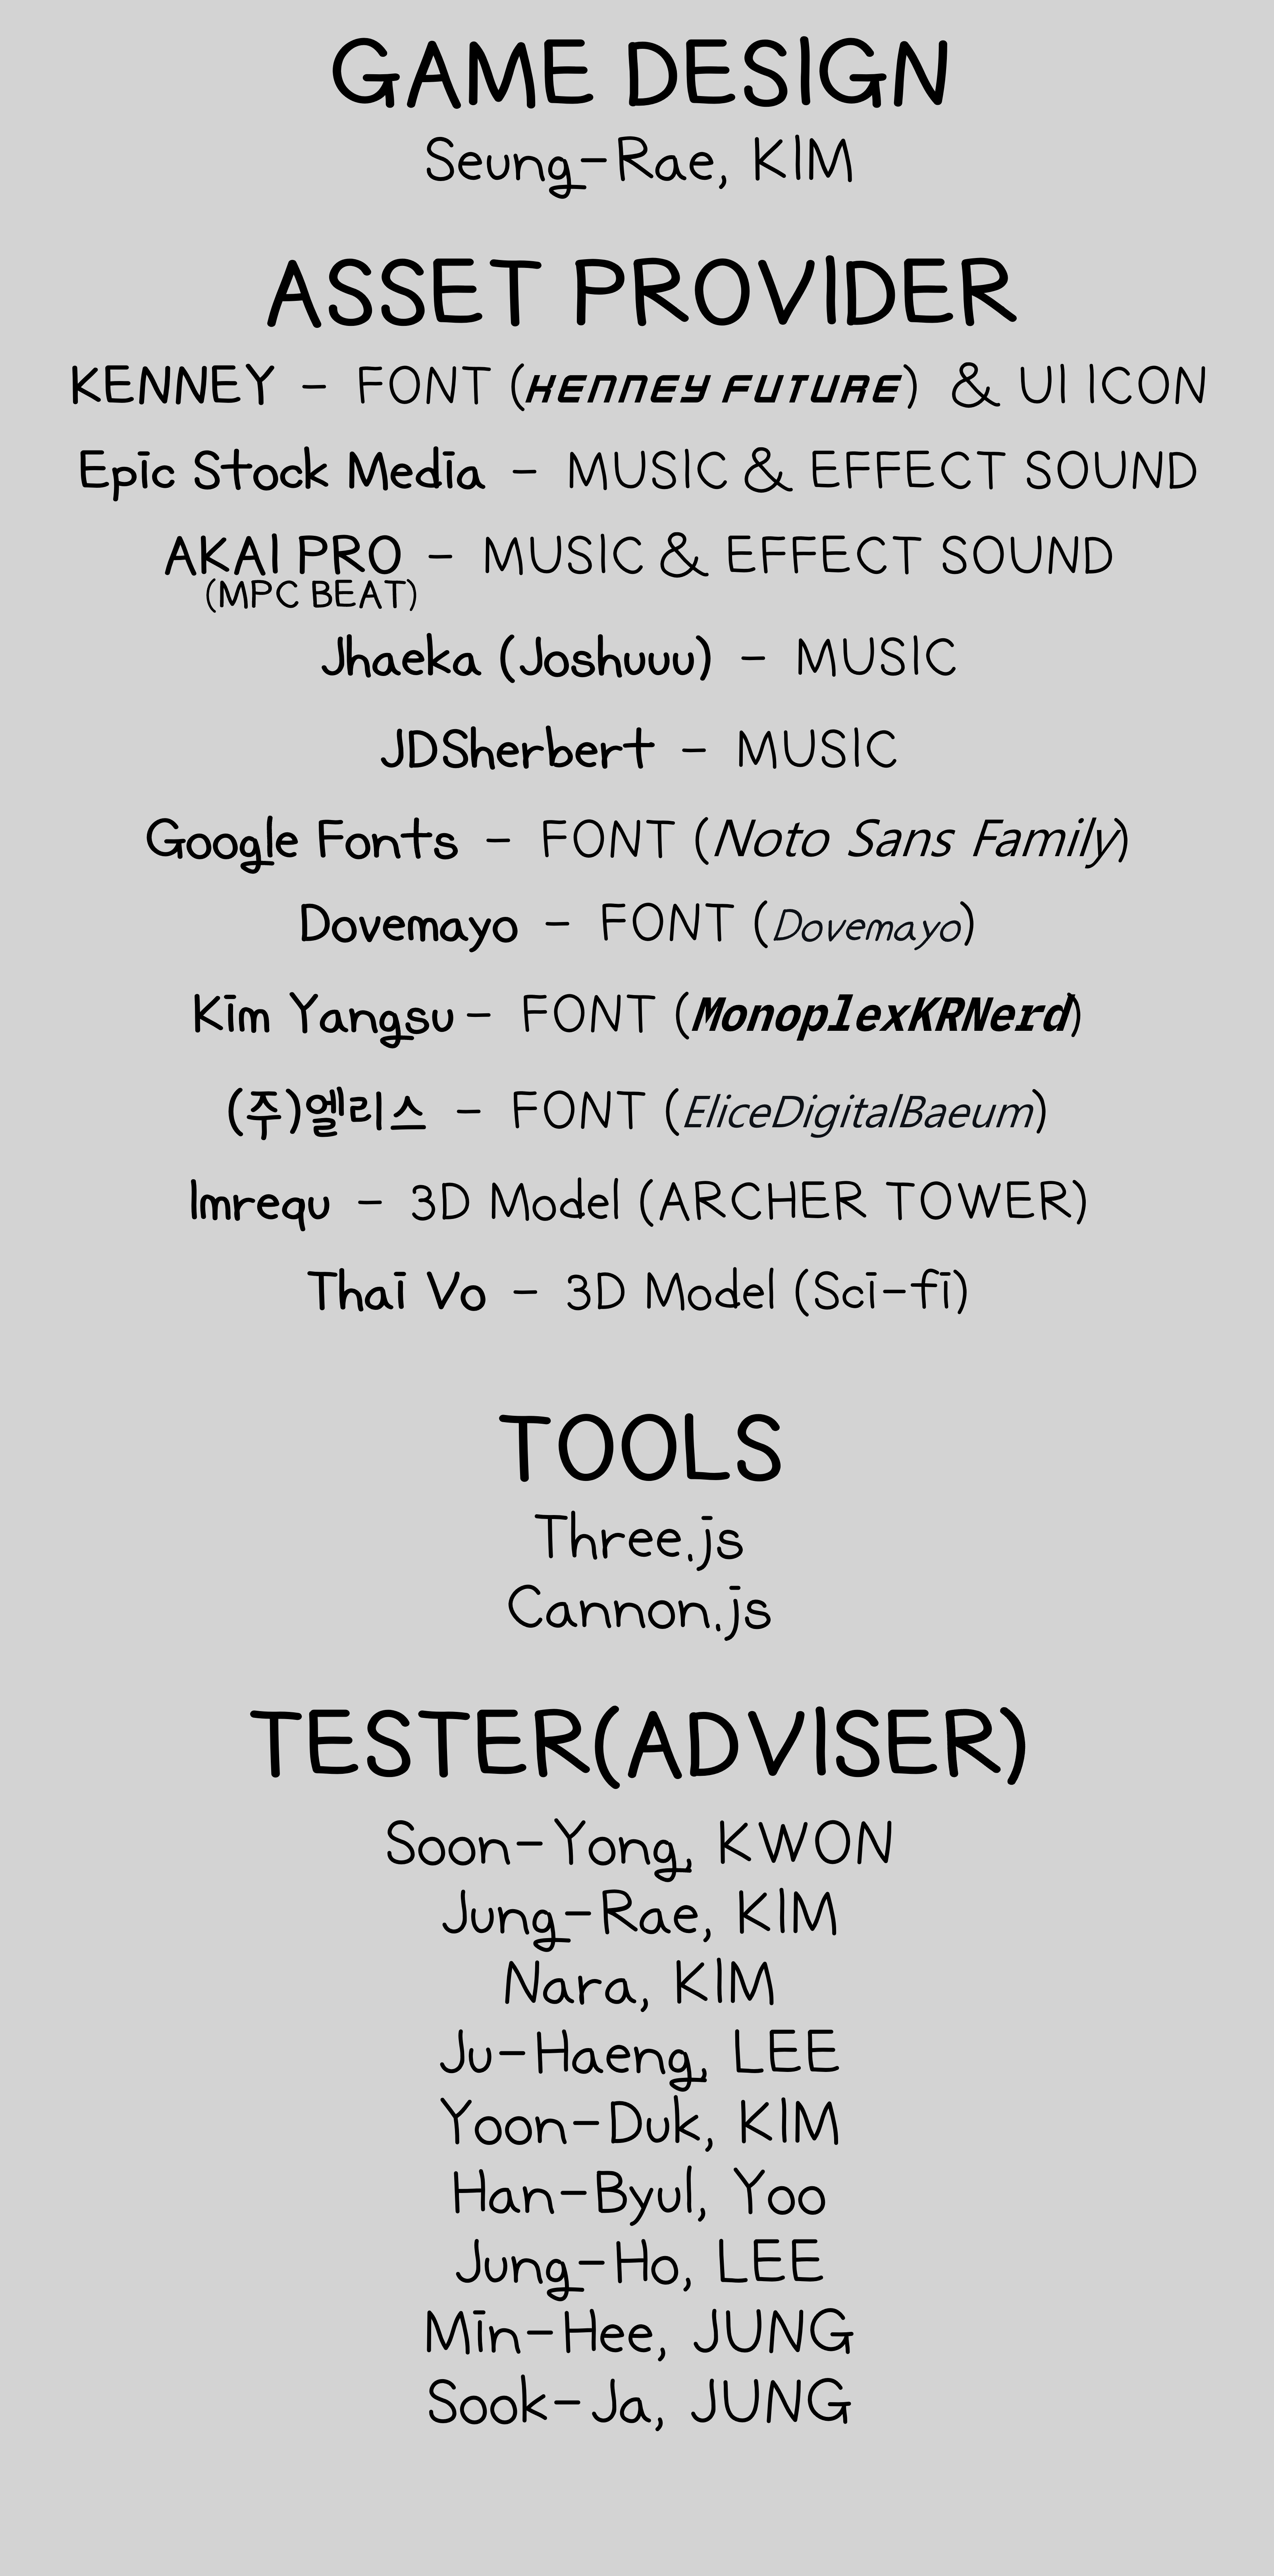 GAME DESIGN
Seung-Rae, KIM
ASSET PROVIDER
KENNEY - FONT (KENNEY FUTURE) & UI ICON
Epic Stock Media - MUSIC & EFFECT SOUND
AKAI PRO - MUSIC & EFFECT SOUND
(MPC BEAT)
Jhaeka (Joshuuu) - MUSIC
JDSherbert - MUSIC
Google Fonts - FONT (Noto Sans Family)
Dovemayo - FONT (Dovemayo)
Kim Yangsu - FONT (MonoplexKRNerd)
(주)엘리스 - FONT (EliceDigitalBaeum)
Imrequ - 3D Model (ARCHER TOWER)
Thai Vo - 3D Model (Sci-fi)
TOOLS
Three.js
Cannon.js
TESTER(ADVISER)
Soon-Yong, KWON
Jung-Rae, KIM
Nara, KIM
Ju-Haeng, LEE
Yoon-Duk, KIM
Han-Byul, Yoo
Jung-Ho, LEE
Min-Hee, JUNG
Sook-Ja, JUNG